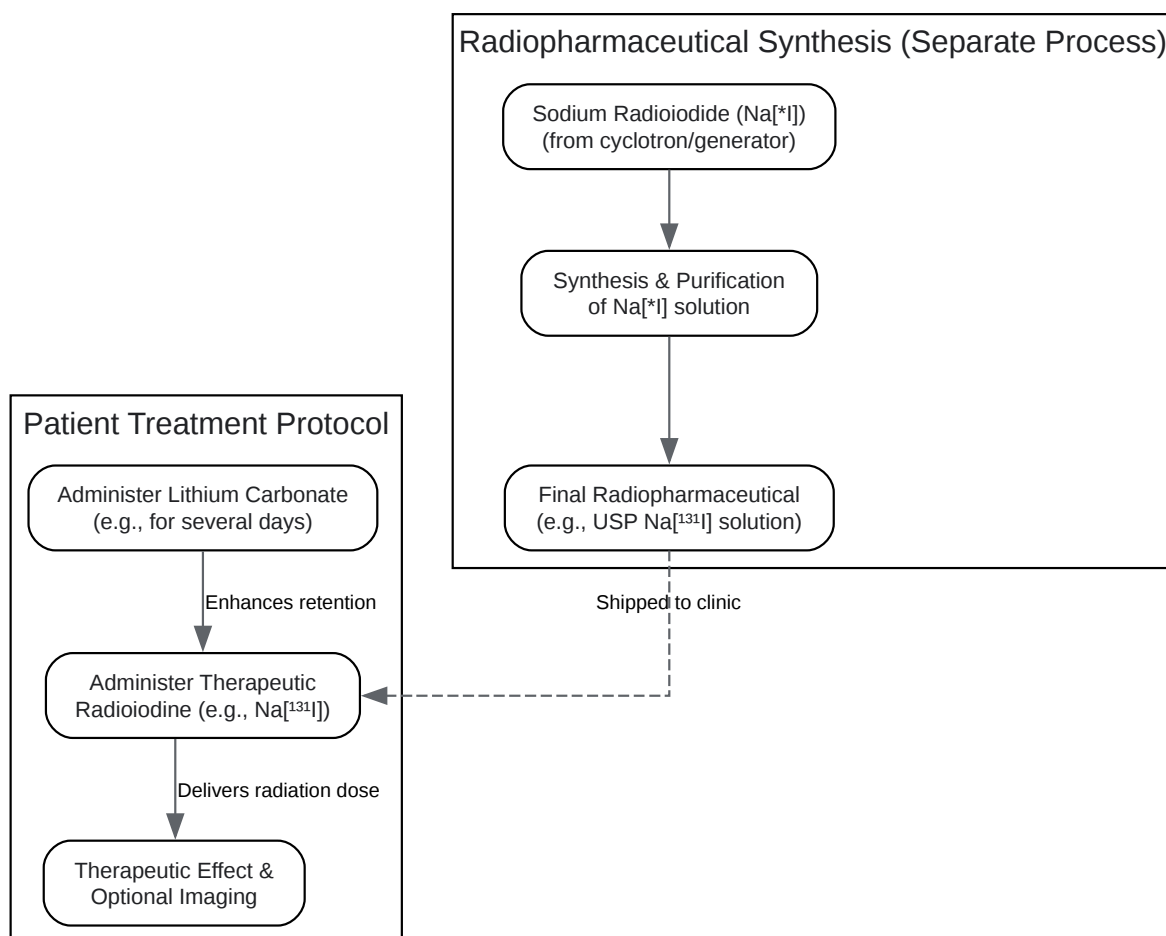 Radiopharmaceutical Synthesis (Separate Process)
Sodium Radioiodide (Na[*I])
(from cyclotron/generator)
Synthesis & Purification
of Na[*I] solution
Final Radiopharmaceutical
(e.g., USP Na[¹³¹I] solution)
Shipped to clinic
Patient Treatment Protocol
Administer Lithium Carbonate
(e.g., for several days)
Enhances retention
Administer Therapeutic
Radioiodine (e.g., Na[¹³¹I])
Delivers radiation dose
Therapeutic Effect &
Optional Imaging